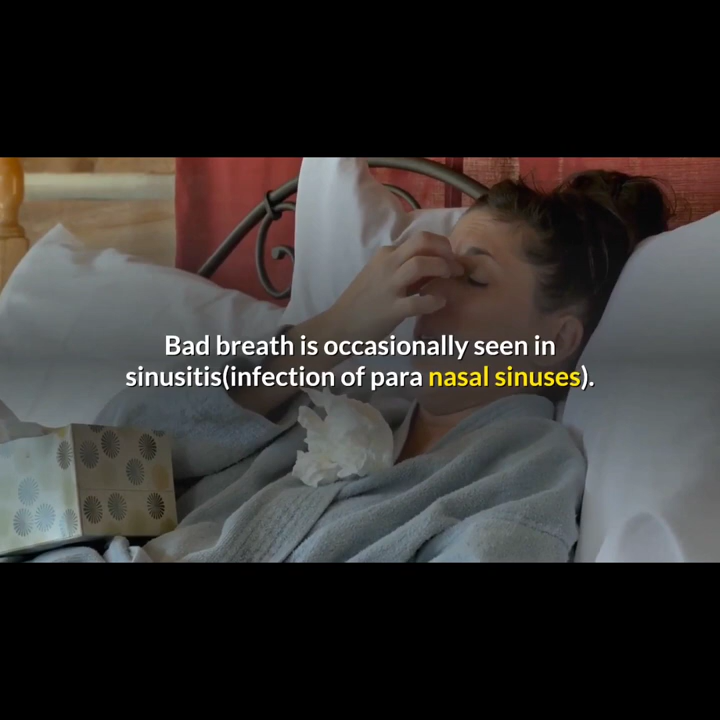 Bad breath is occasionally seen in
sinusitis(infection of para nasal sinuses).